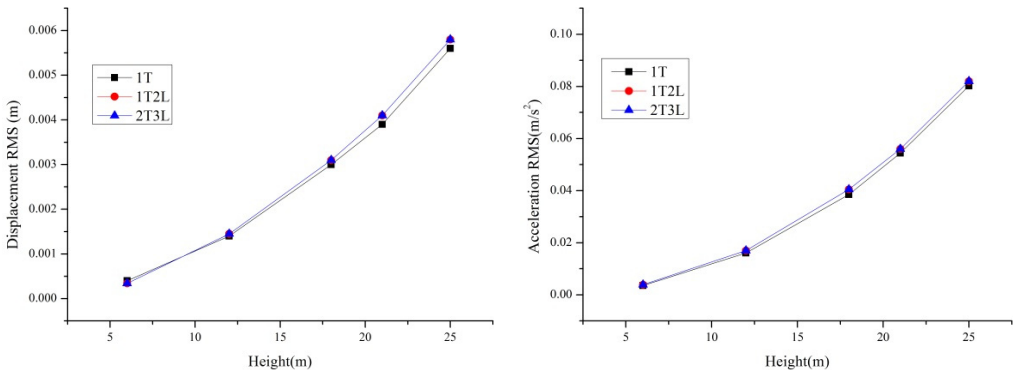 0.006
0.005
0.004
0.003
0.002
0.001
0.000
Displacement RMS (m)
1T
1T2L
2T3L
5
10
15
20
25
Height(m)
0.10
0.08
0.06
0.04
0.02
0.00
Acceleration RMS(m/s²)
1T
1T2L
2T3L
5
10
15
20
25
Height(m)